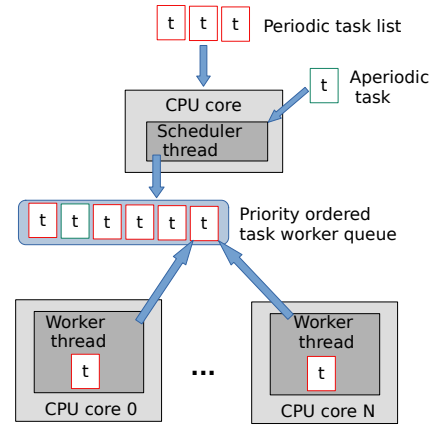 t t t Periodic task list
t Aperiodic
task
CPU core
Scheduler
thread
t t t t t t
Priority ordered
task worker queue
Worker
thread
t
CPU core 0
...
Worker
thread
t
CPU core N